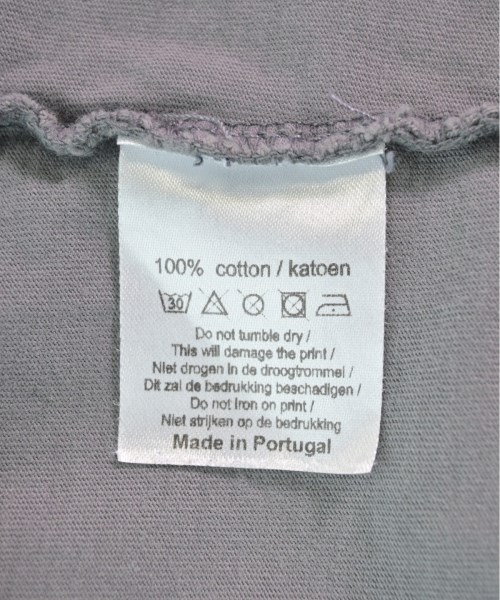 100% cotton / katoen
30
Do not tumble dry /
This will damage the print /
Niet drogen in de droogtrommel /
Dit zal de bedrukking beschadigen /
Do not Iron on print /
Niet strijken op de bedrukking
Made in Portugal